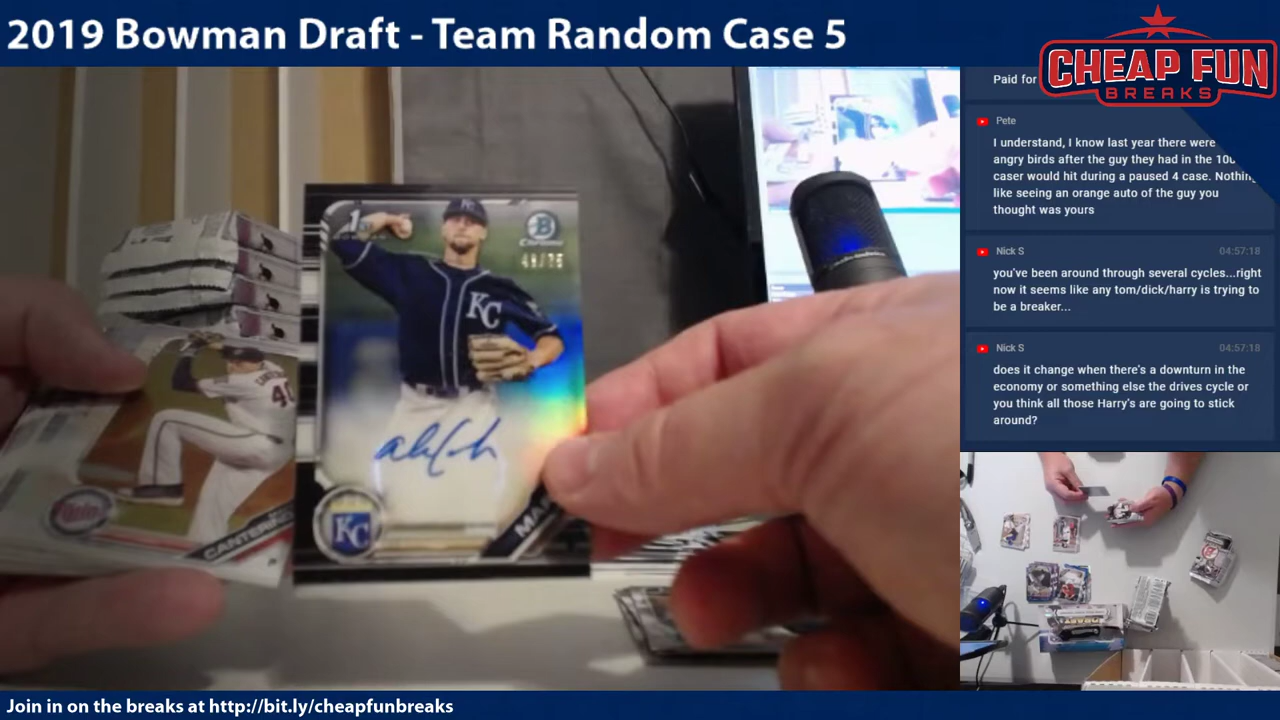 2019 Bowman Draft - Team Random Case 5
CHEAP FUN
BREAKS
Paid for
Pete
I understand, I know last year there were
angry birds after the guy they had in the 100
caser would hit during a paused 4 case. Nothing
like seeing an orange auto of the guy you
thought was yours
Nick S 04:57:18
you've been around through several cycles...right
now it seems like any tom/dick/harry is trying to
be a breaker...
Nick S 04:57:18
does it change when there's a downturn in the
economy or something else the drives cycle or
you think all those Harry's are going to stick
around?
1st
B
Chrome
KC
KC
40
Join in on the breaks at http://bit.ly/cheapfunbreaks